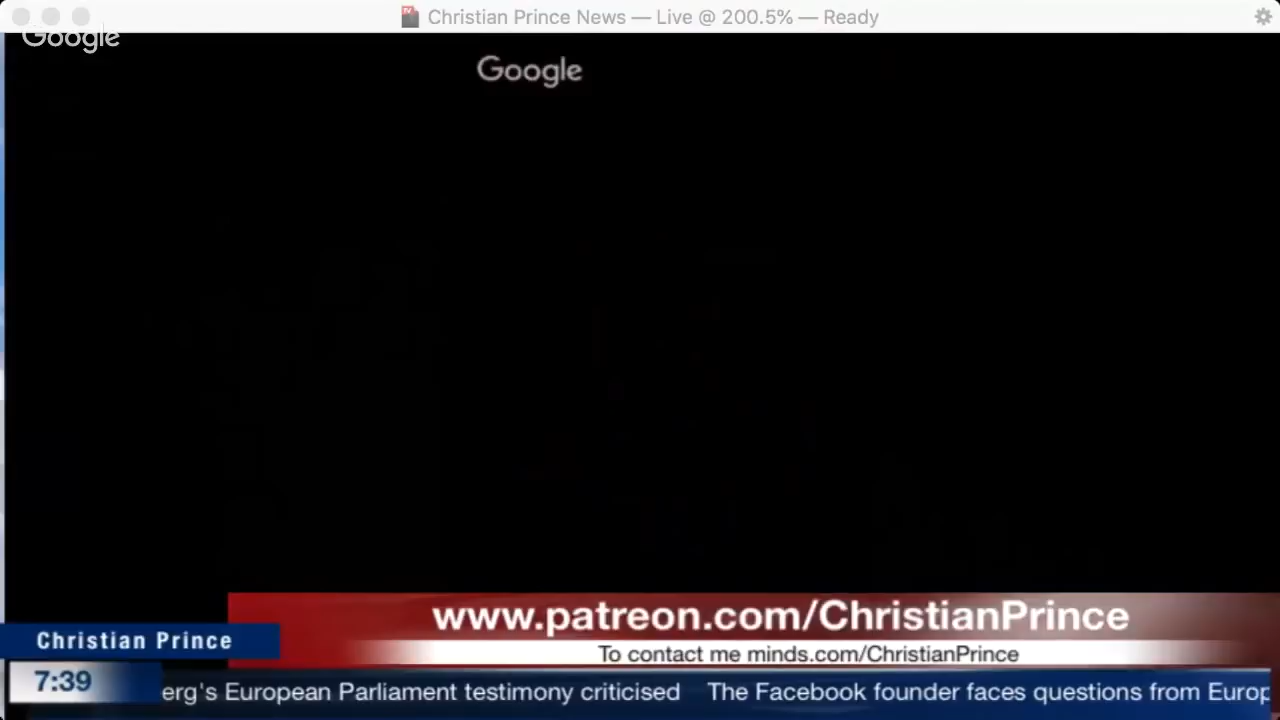 Christian Prince News — Live @ 200.5% — Ready
Google
Google
www.patreon.com/ChristianPrince
Christian Prince
To contact me minds.com/ChristianPrince
7:39
erg's European Parliament testimony criticised The Facebook founder faces questions from Europ